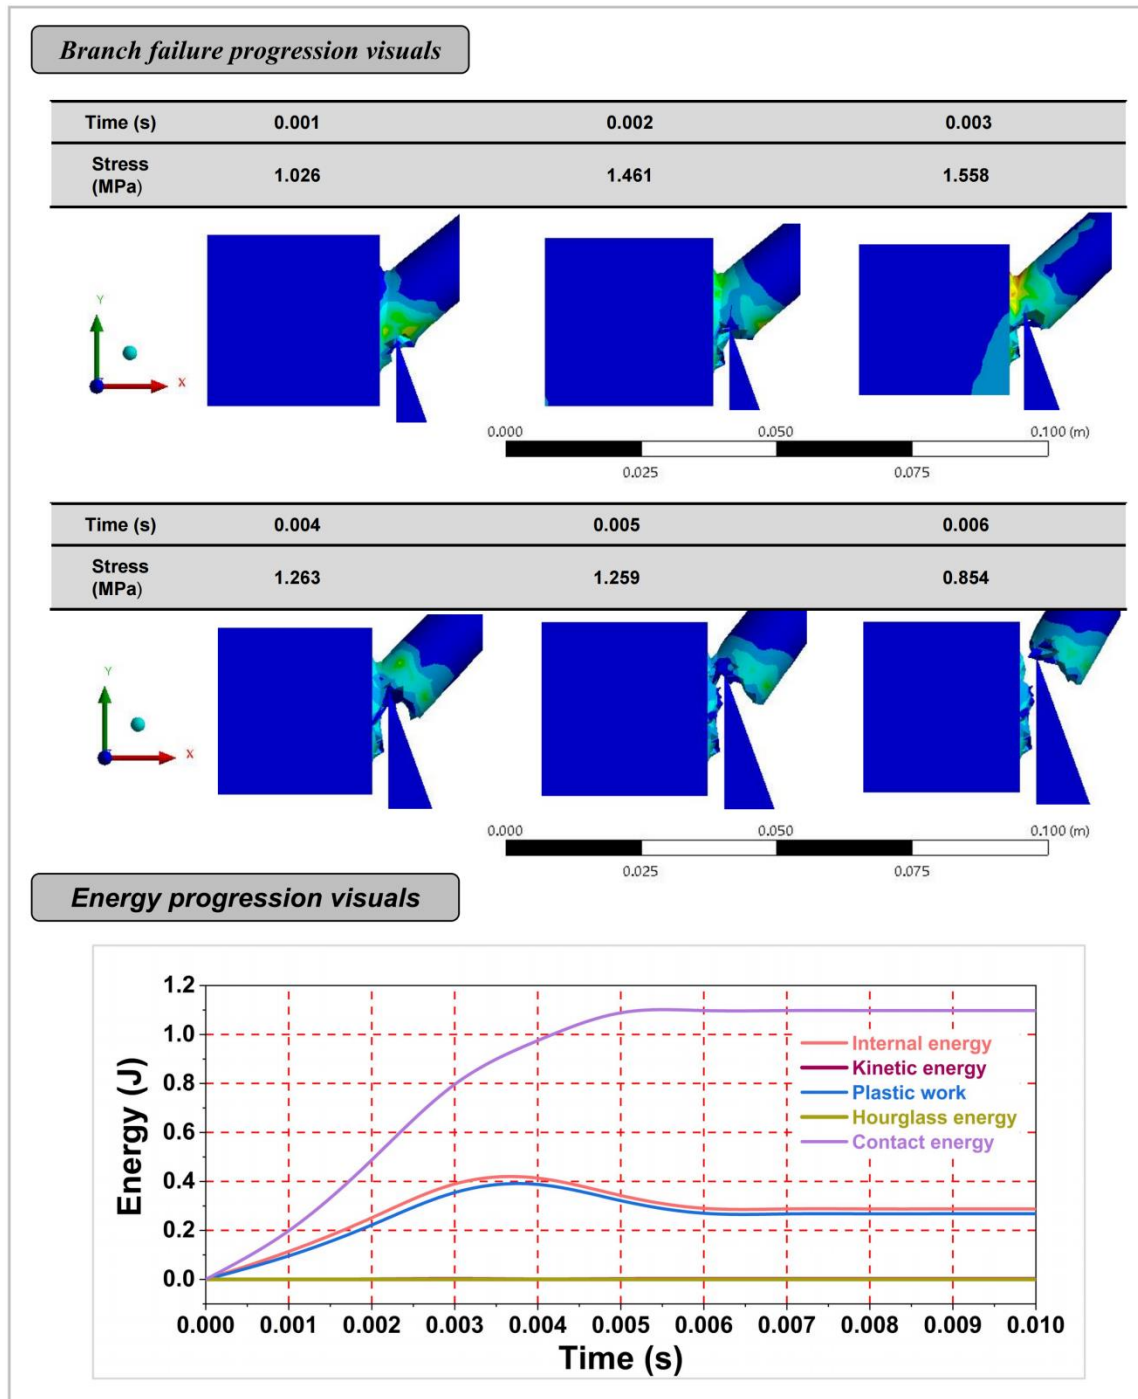 Branch failure progression visuals
Time (s) 0.001 0.002 0.003
Stress
(MPa) 1.026 1.461 1.558
Y
X
0.000 0.050 0.100 (m)
0.025 0.075
Time (s) 0.004 0.005 0.006
Stress
(MPa) 1.263 1.259 0.854
Y
X
0.000 0.050 0.100 (m)
0.025 0.075
Energy progression visuals
1.2
1.0
0.8
0.6
0.4
0.2
0.0
Energy (J)
Internal energy
Kinetic energy
Plastic work
Hourglass energy
Contact energy
0.000 0.001 0.002 0.003 0.004 0.005 0.006 0.007 0.008 0.009 0.010
Time (s)